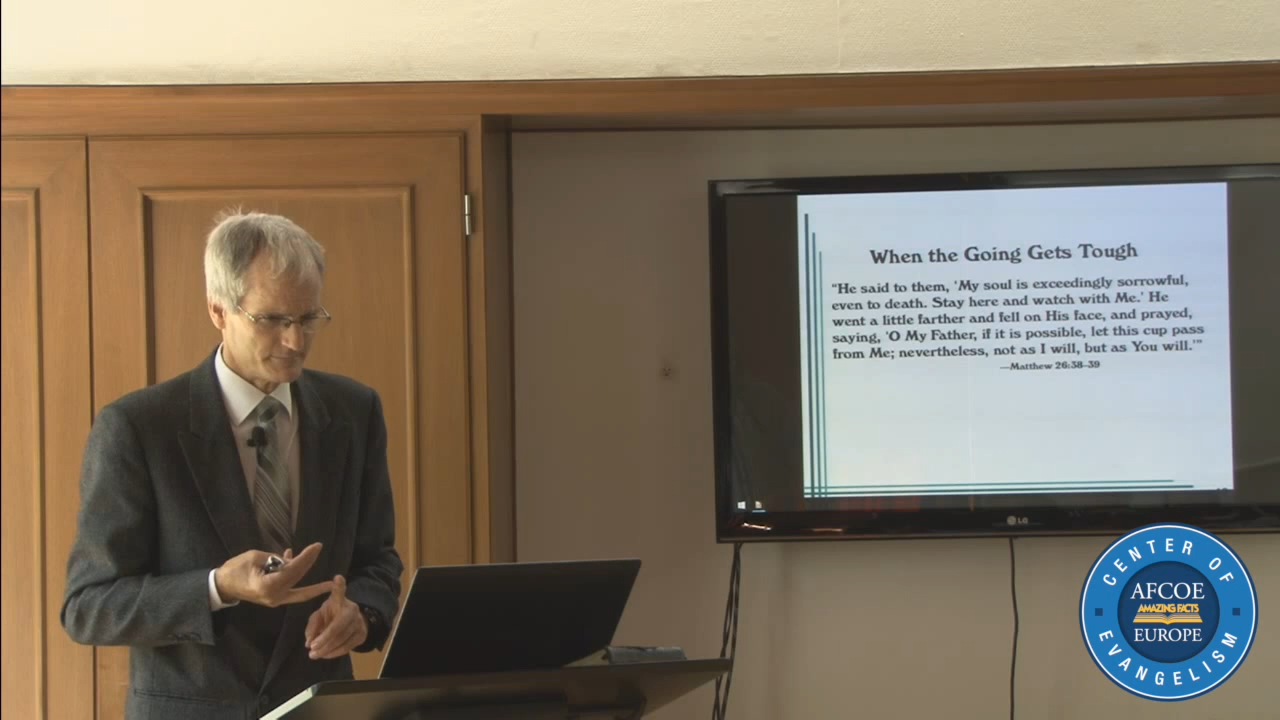 When the Going Gets Tough
“He said to them, ‘My soul is exceedingly sorrowful,
even to death. Stay here and watch with Me.’ He
went a little farther and fell on His face, and prayed,
saying, ‘O My Father, if it is possible, let this cup pass
from Me; nevertheless, not as I will, but as You will.’”
—Matthew 26:38-39
LG
CENTER OF
AFCOE
AMAZING FACTS
EUROPE
EVANGELISM